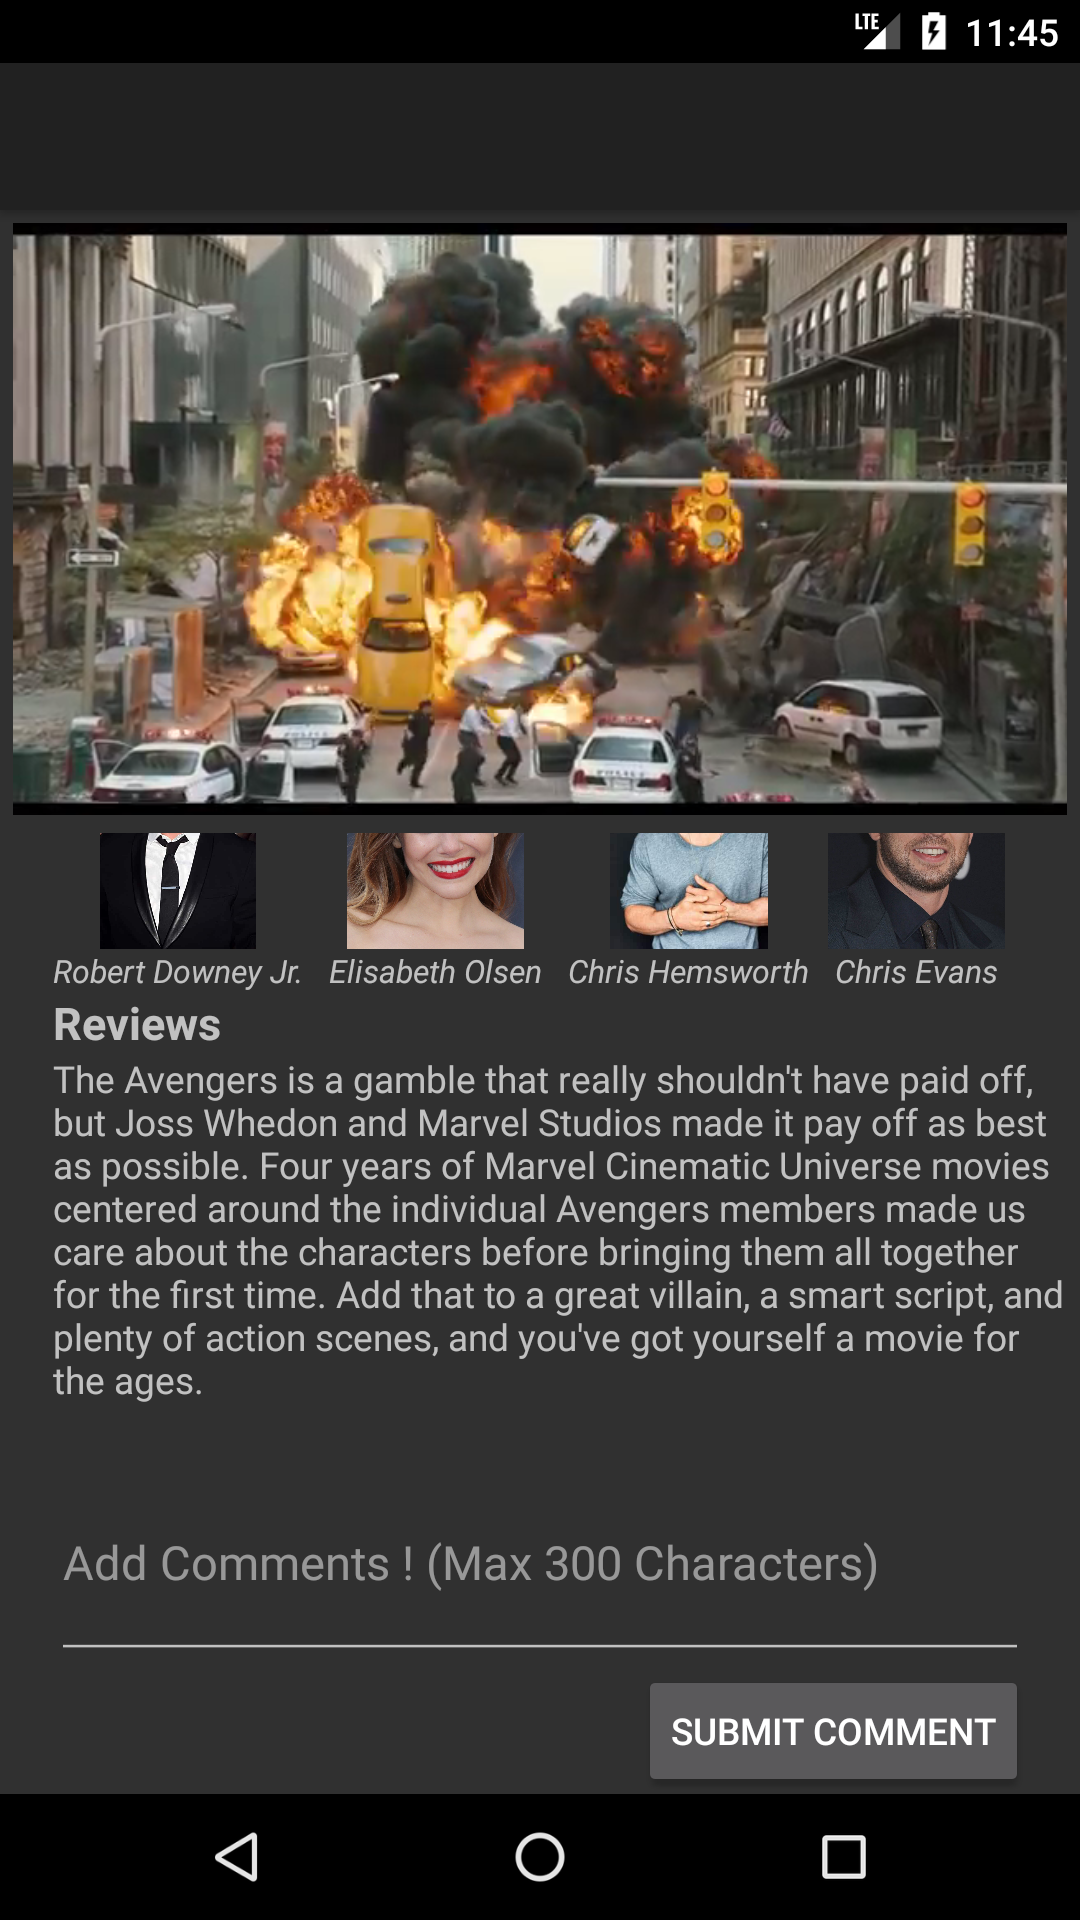 LTE 11:45
POLICE
POLICE
Robert Downey Jr. Elisabeth Olsen Chris Hemsworth Chris Evans
Reviews
The Avengers is a gamble that really shouldn't have paid off,
but Joss Whedon and Marvel Studios made it pay off as best
as possible. Four years of Marvel Cinematic Universe movies
centered around the individual Avengers members made us
care about the characters before bringing them all together
for the first time. Add that to a great villain, a smart script, and
plenty of action scenes, and you've got yourself a movie for
the ages.
Add Comments ! (Max 300 Characters)
SUBMIT COMMENT